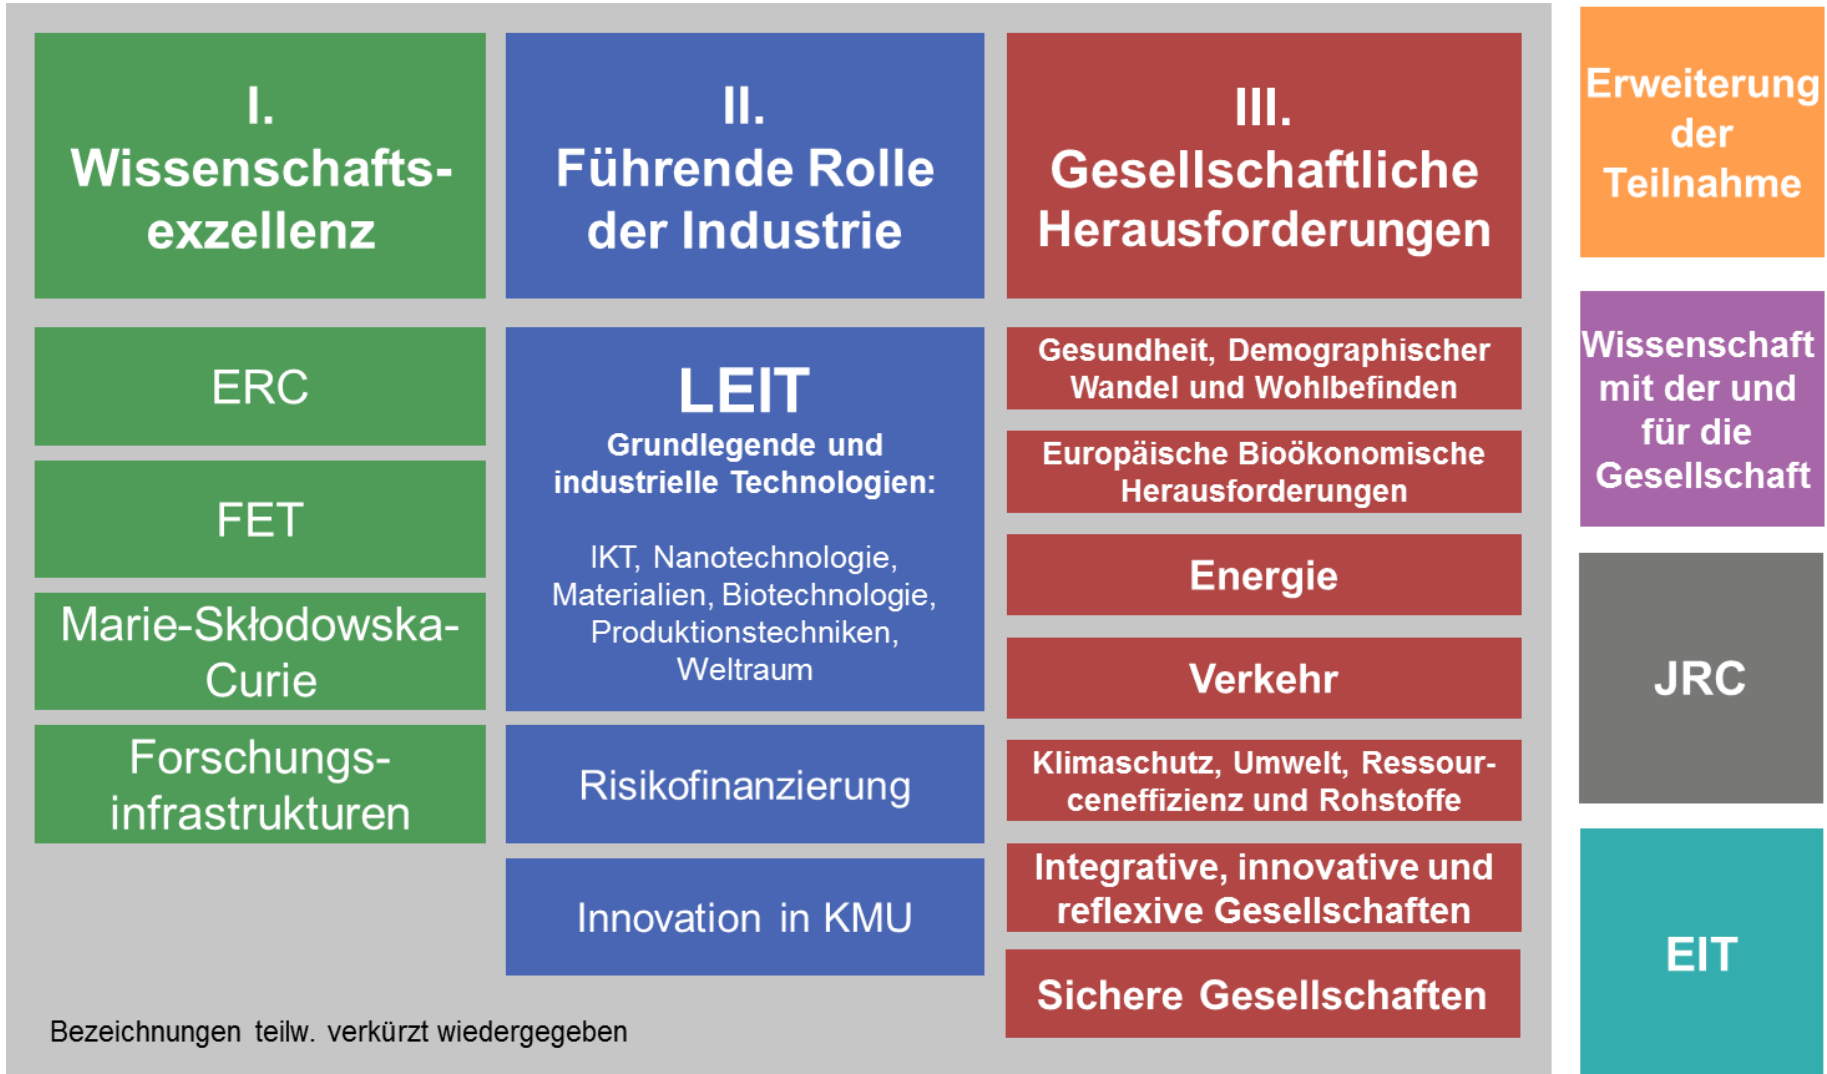 I.
Wissenschafts-
exzellenz
ERC
FET
Marie-Skłodowska-
Curie
Forschungs-
infrastrukturen
II.
Führende Rolle
der Industrie
LEIT
Grundlegende und
industrielle Technologien:
IKT, Nanotechnologie,
Materialien, Biotechnologie,
Produktionstechniken,
Weltraum
Risikofinanzierung
Innovation in KMU
III.
Gesellschaftliche
Herausforderungen
Gesundheit, Demographischer
Wandel und Wohlbefinden
Europäische Bioökonomische
Herausforderungen
Energie
Verkehr
Klimaschutz, Umwelt, Ressour-
ceneffizienz und Rohstoffe
Integrative, innovative und
reflexive Gesellschaften
Sichere Gesellschaften
Erweiterung
der
Teilnahme
Wissenschaft
mit der und
für die
Gesellschaft
JRC
EIT
Bezeichnungen teilw. verkürzt wiedergegeben